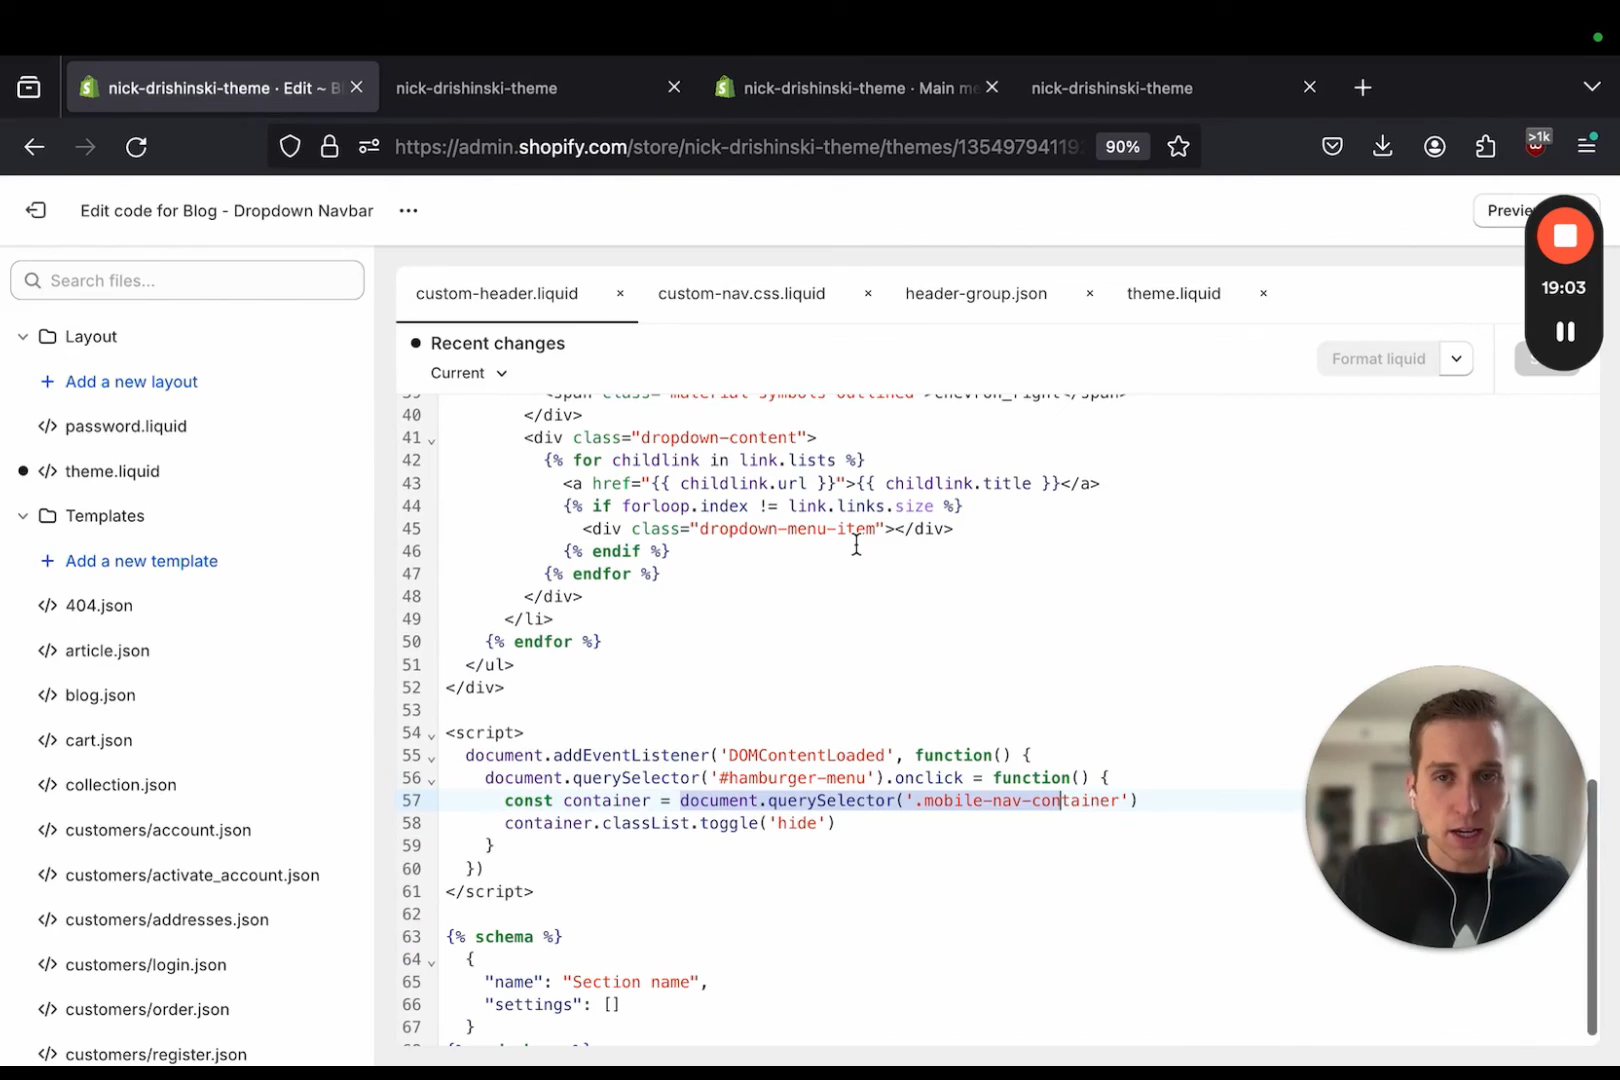 nick-drishinski-theme · Edit ~ B
nick-drishinski-theme
nick-drishinski-theme · Main me
nick-drishinski-theme
https://admin.shopify.com/store/nick-drishinski-theme/themes/13549794119
90%
>1k
Edit code for Blog - Dropdown Navbar
Search files...
Layout
Add a new layout
password.liquid
theme.liquid
Templates
Add a new template
404.json
article.json
blog.json
cart.json
collection.json
customers/account.json
customers/activate_account.json
customers/addresses.json
customers/login.json
customers/order.json
customers/register.json
custom-header.liquid
custom-nav.css.liquid
header-group.json
theme.liquid
Previe
19:03
Recent changes
Current
Format liquid
39 <span class="material-symbols-outlined">chevron_right</span>
40 </div>
41 <div class="dropdown-content">
42 {% for childlink in link.lists %}
43 <a href="{{ childlink.url }}">{{ childlink.title }}</a>
44 {% if forloop.index != link.links.size %}
45 <div class="dropdown-menu-item"></div>
46 {% endif %}
47 {% endfor %}
48 </div>
49 </li>
50 {% endfor %}
51 </ul>
52 </div>
53
54 <script>
55 document.addEventListener('DOMContentLoaded', function() {
56 document.querySelector('#hamburger-menu').onclick = function() {
57 const container = document.querySelector('.mobile-nav-container')
58 container.classList.toggle('hide')
59 }
60 })
61 </script>
62
63 {% schema %}
64 {
65 "name": "Section name",
66 "settings": []
67 }